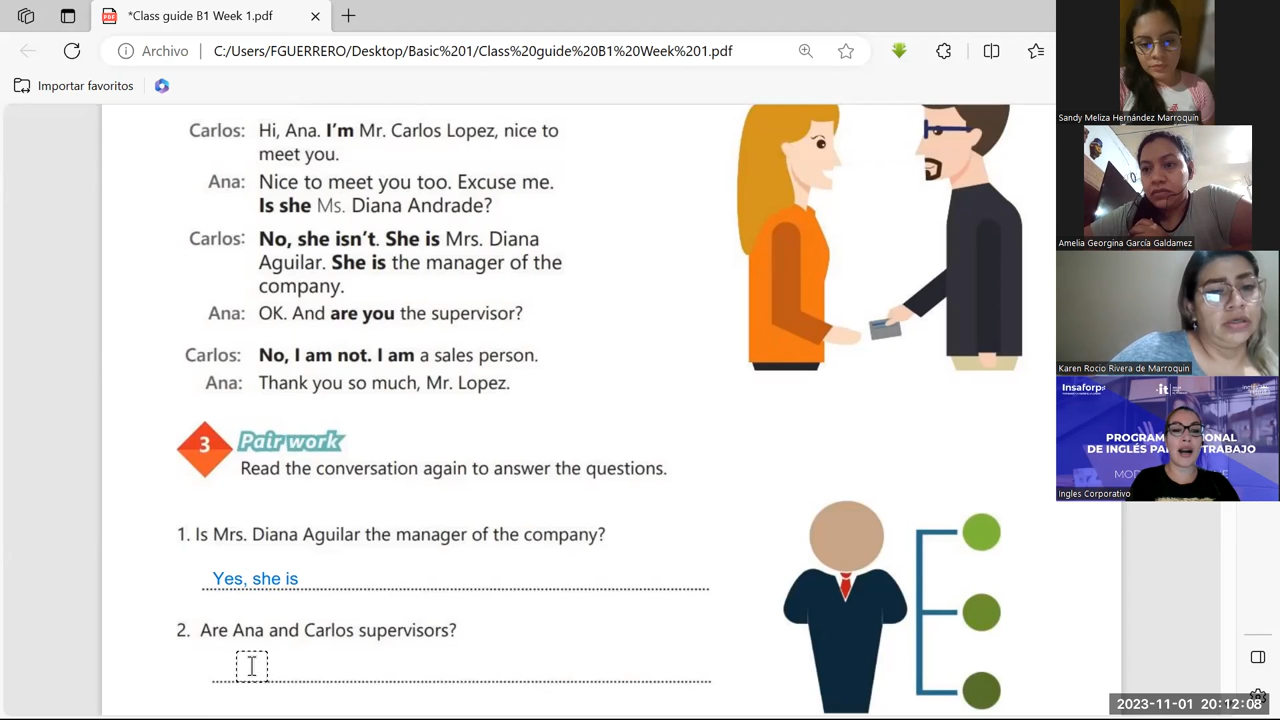 *Class guide B1 Week 1.pdf
Archivo
C:/Users/FGUERRERO/Desktop/Basic%201/Class%20guide%20B1%20Week%201.pdf
Importar favoritos
Carlos: Hi, Ana. I'm Mr. Carlos Lopez, nice to
meet you.
Ana: Nice to meet you too. Excuse me.
Is she Ms. Diana Andrade?
Carlos: No, she isn't. She is Mrs. Diana
Aguilar. She is the manager of the
company.
Ana: OK. And are you the supervisor?
Carlos: No, I am not. I am a sales person.
Ana: Thank you so much, Mr. Lopez.
3 Pair work
Read the conversation again to answer the questions.
1. Is Mrs. Diana Aguilar the manager of the company?
Yes, she is
2. Are Ana and Carlos supervisors?
Sandy Meliza Hernández Marroquín
Amelia Georgina García Galdamez
Karen Rocio Rivera de Marroquin
Insaforp
it
PROGRAM IONAL
DE INGLÉS PA TRABAJO
MOD
Ingles Corporativo
2023-11-01 20:12:08